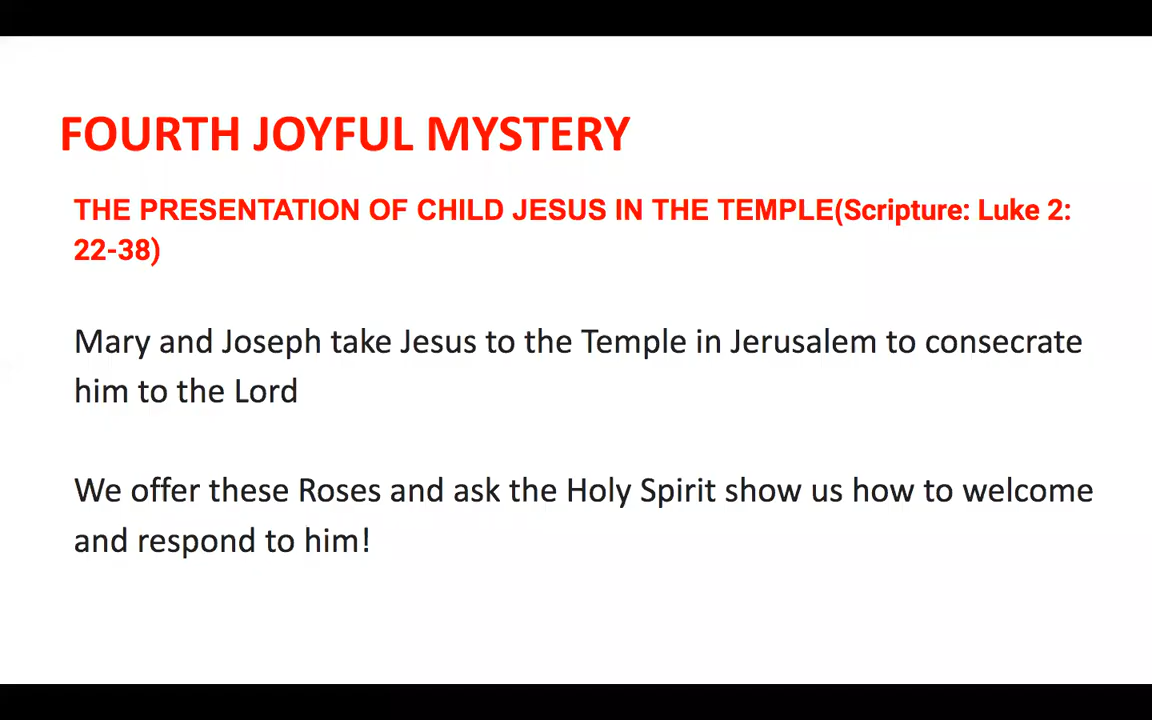 FOURTH JOYFUL MYSTERY
THE PRESENTATION OF CHILD JESUS IN THE TEMPLE(Scripture: Luke 2:
22-38)
Mary and Joseph take Jesus to the Temple in Jerusalem to consecrate
him to the Lord
We offer these Roses and ask the Holy Spirit show us how to welcome
and respond to him!